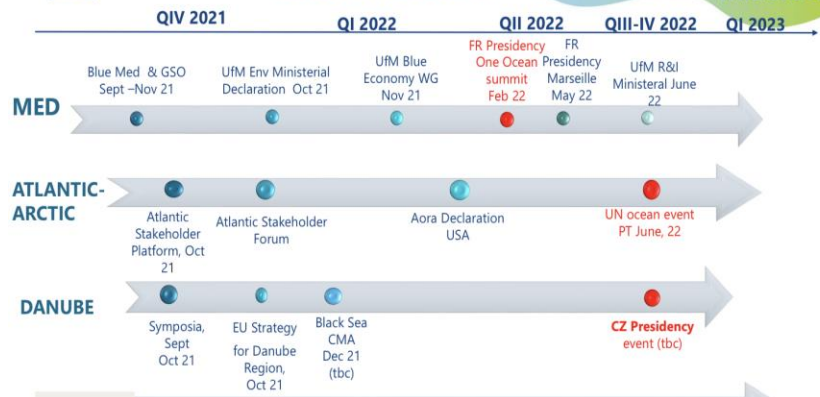 QIV 2021
QI 2022
QII 2022
QIII-IV 2022
QI 2023
MED
Blue Med & GSO
Sept –Nov 21
UfM Env Ministerial
Declaration Oct 21
UfM Blue
Economy WG
Nov 21
FR Presidency
One Ocean
summit
Feb 22
FR
Presidency
Marseille
May 22
UfM R&I
Ministeral June
22
ATLANTIC-
ARCTIC
Atlantic
Stakeholder
Platform, Oct
21
Atlantic Stakeholder
Forum
Aora Declaration
USA
UN ocean event
PT June, 22
DANUBE
Symposia,
Sept
Oct 21
EU Strategy
for Danube
Region,
Oct 21
Black Sea
CMA
Dec 21
(tbc)
CZ Presidency
event (tbc)